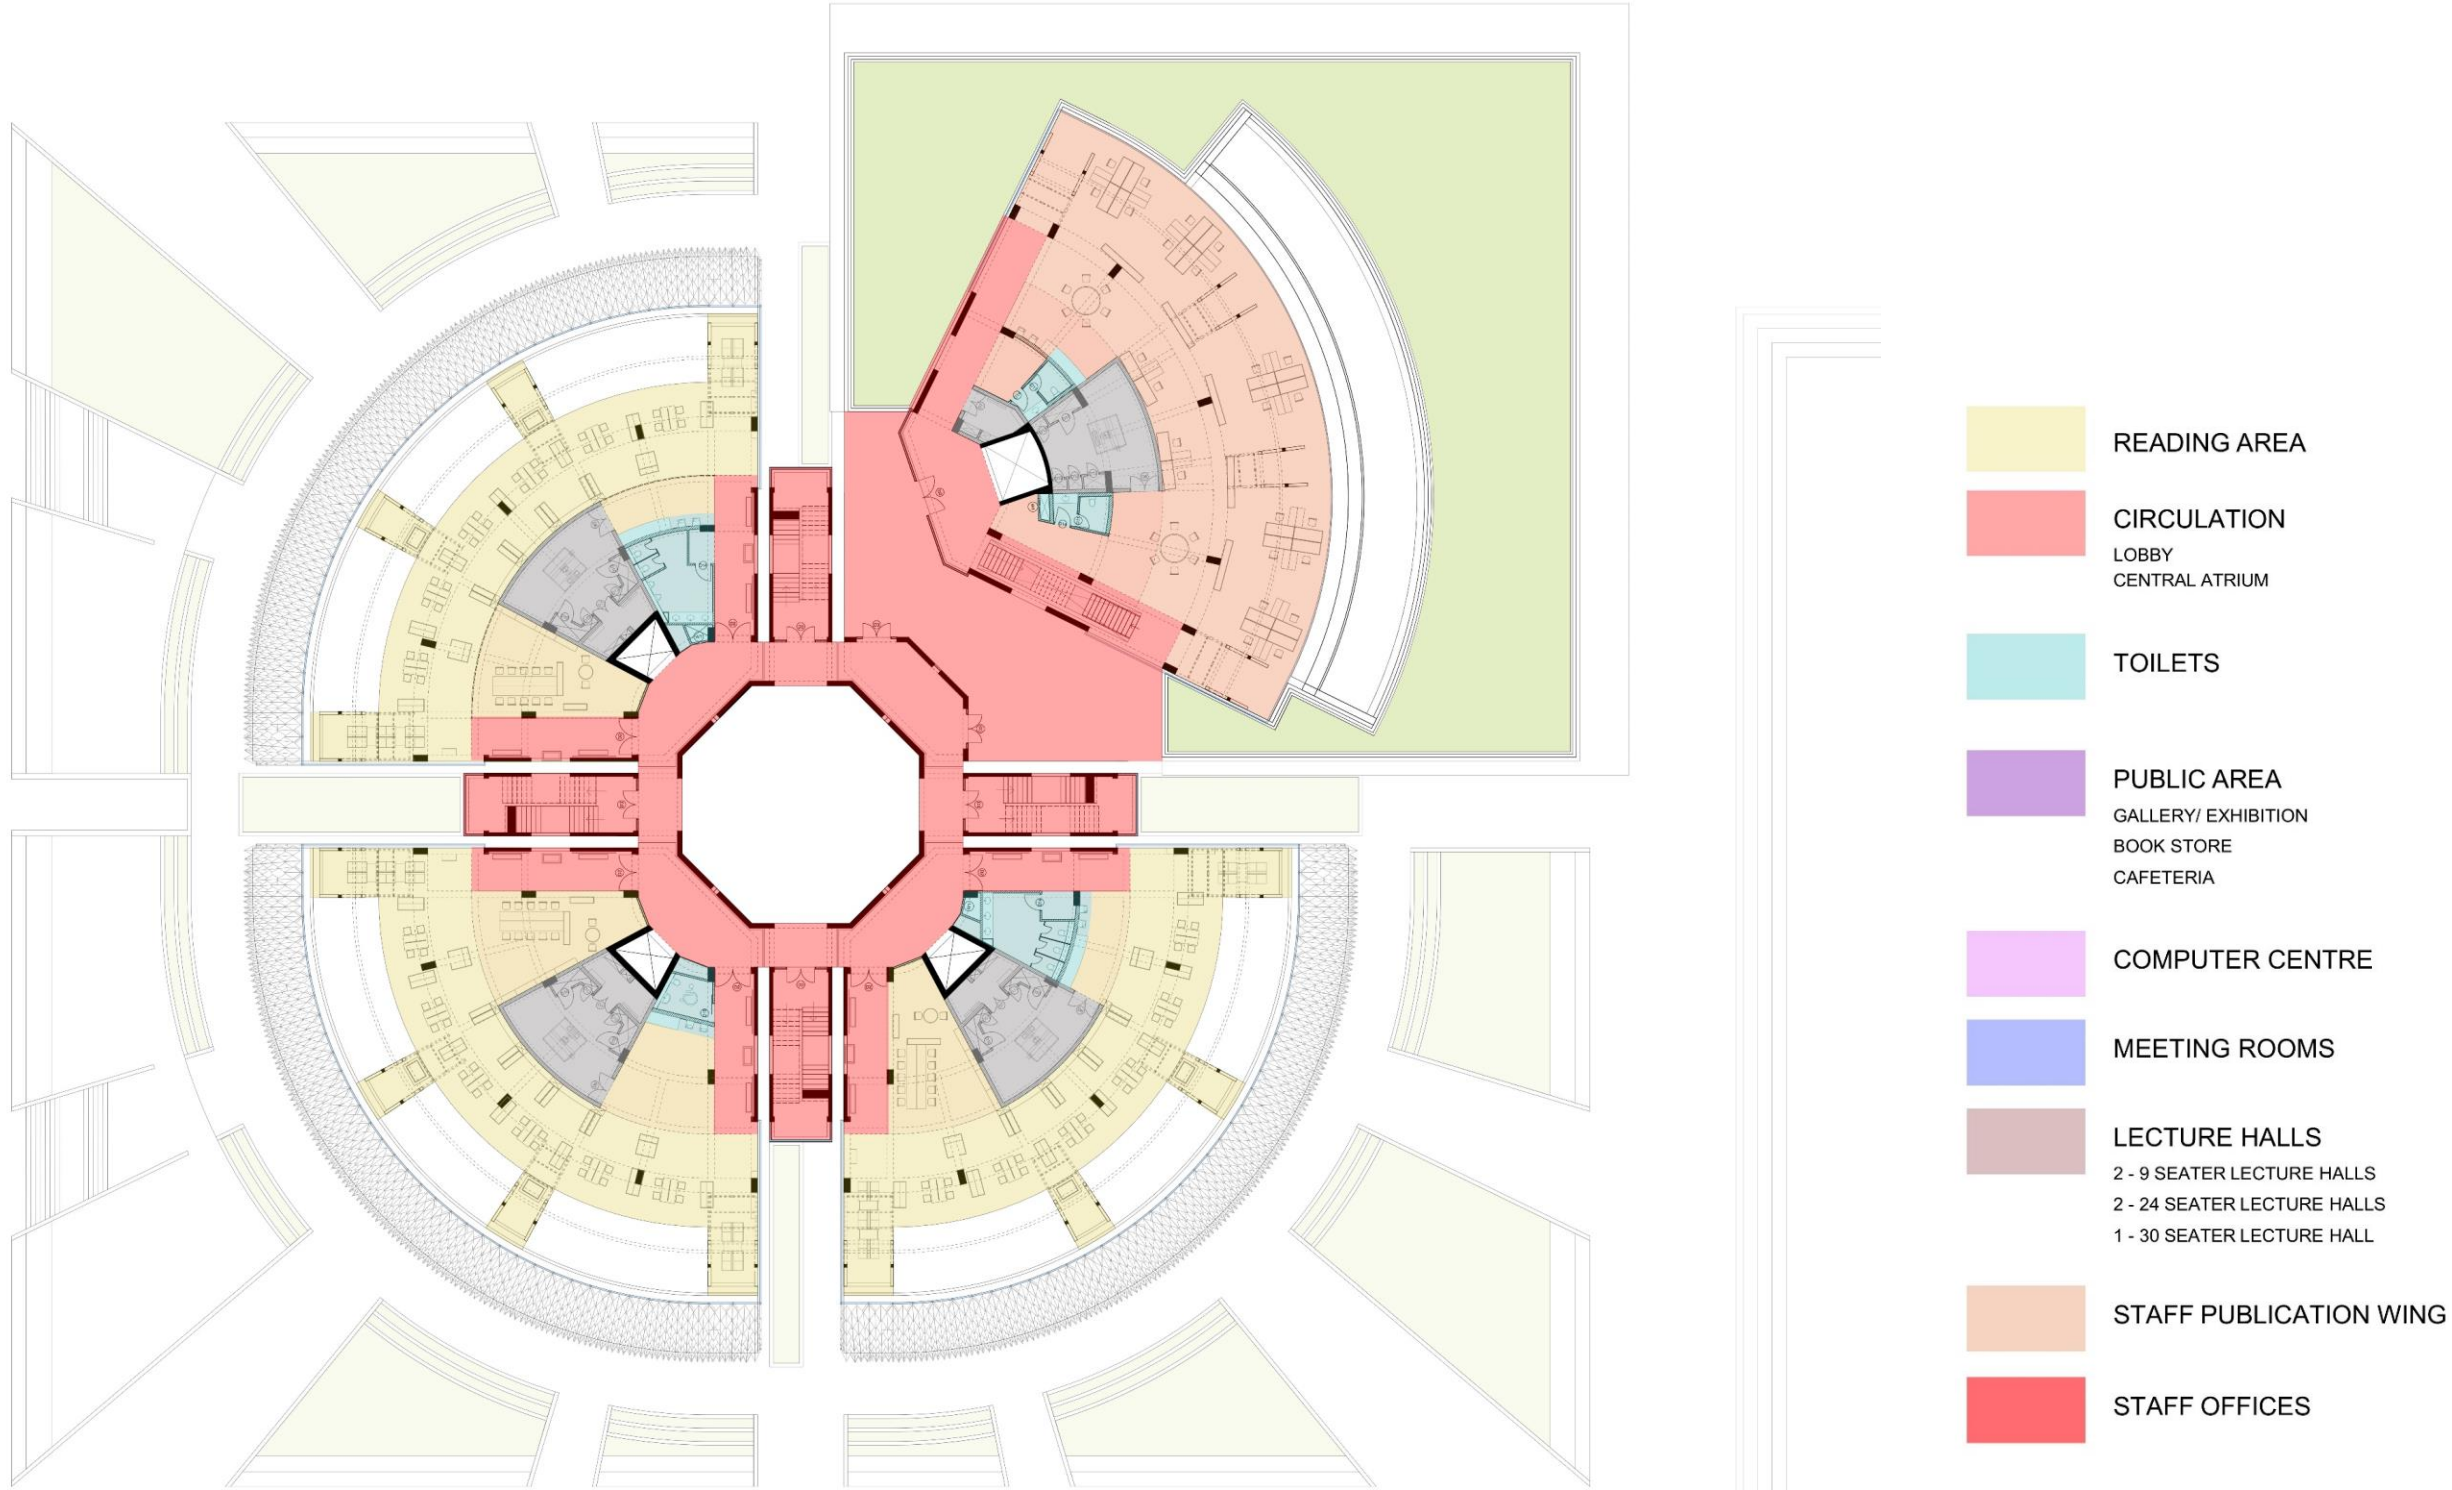 READING AREA
CIRCULATION
LOBBY
CENTRAL ATRIUM
TOILETS
PUBLIC AREA
GALLERY/ EXHIBITION
BOOK STORE
CAFETERIA
COMPUTER CENTRE
MEETING ROOMS
LECTURE HALLS
2 - 9 SEATER LECTURE HALLS
2 - 24 SEATER LECTURE HALLS
1 - 30 SEATER LECTURE HALL
STAFF PUBLICATION WING
STAFF OFFICES